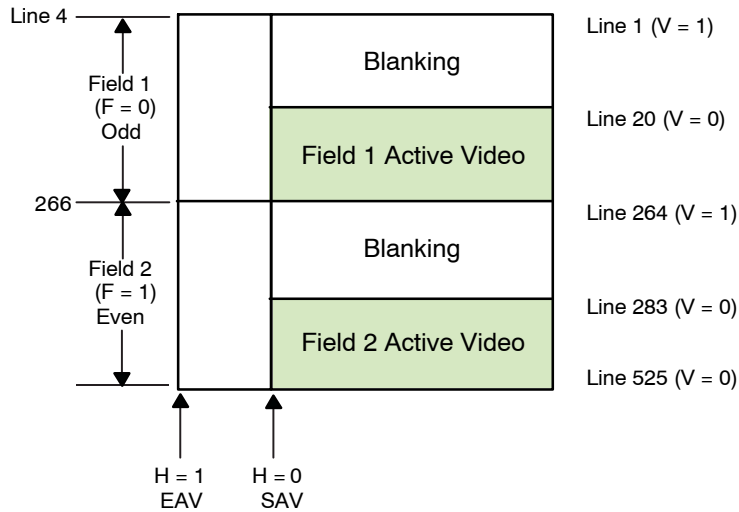 Line 4
Field 1
(F = 0)
Odd
266
Field 2
(F = 1)
Even
Blanking
Field 1 Active Video
Blanking
Field 2 Active Video
Line 1 (V = 1)
Line 20 (V = 0)
Line 264 (V = 1)
Line 283 (V = 0)
Line 525 (V = 0)
H = 1
EAV
H = 0
SAV